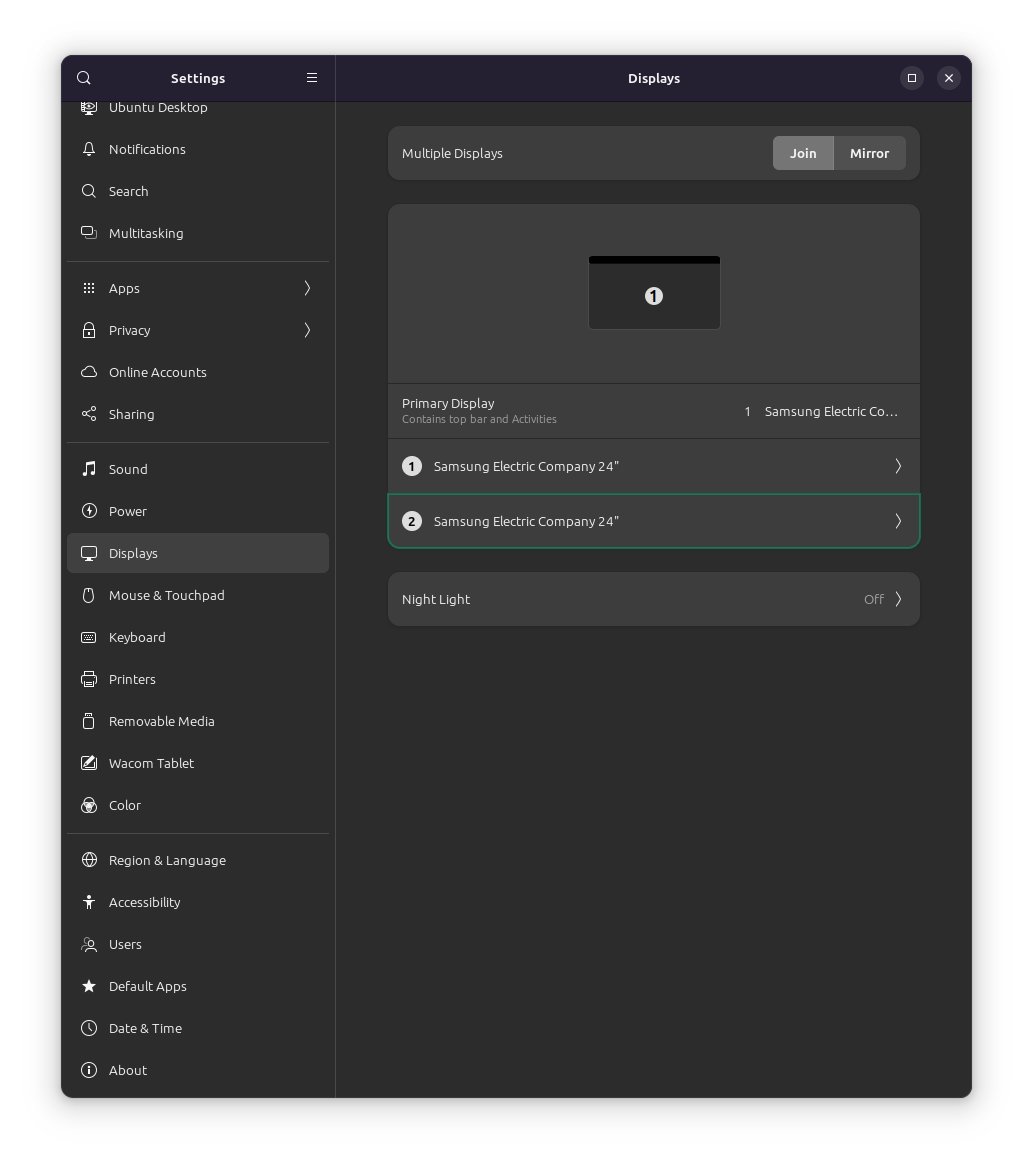 Settings
Displays
Ubuntu Desktop
Notifications
Search
Multitasking
Apps
Privacy
Online Accounts
Sharing
Sound
Power
Displays
Mouse & Touchpad
Keyboard
Printers
Removable Media
Wacom Tablet
Color
Region & Language
Accessibility
Users
Default Apps
Date & Time
About
Multiple Displays
Join
Mirror
1
Primary Display
Contains top bar and Activities
1 Samsung Electric Co...
1 Samsung Electric Company 24"
2 Samsung Electric Company 24"
Night Light
Off